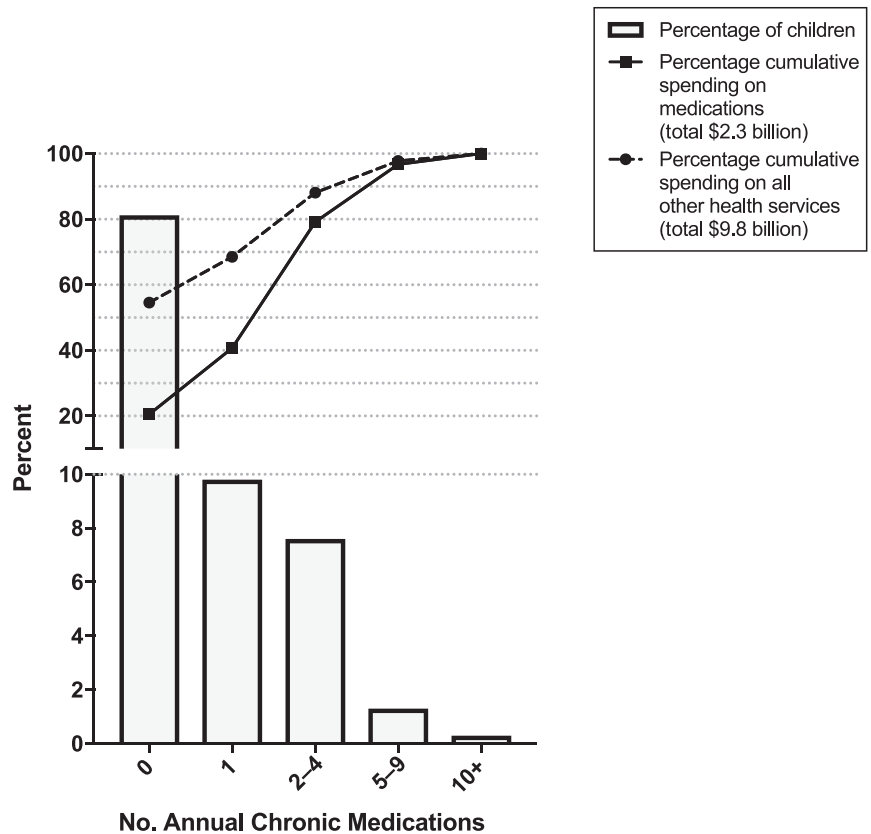 Percentage of children
Percentage cumulative
spending on
medications
(total $2.3 billion)
Percentage cumulative
spending on all
other health services
(total $9.8 billion)
100
80
60
40
20
Percent
10
8
6
4
2
0
0
1
2–4
5–9
10+
No. Annual Chronic Medications